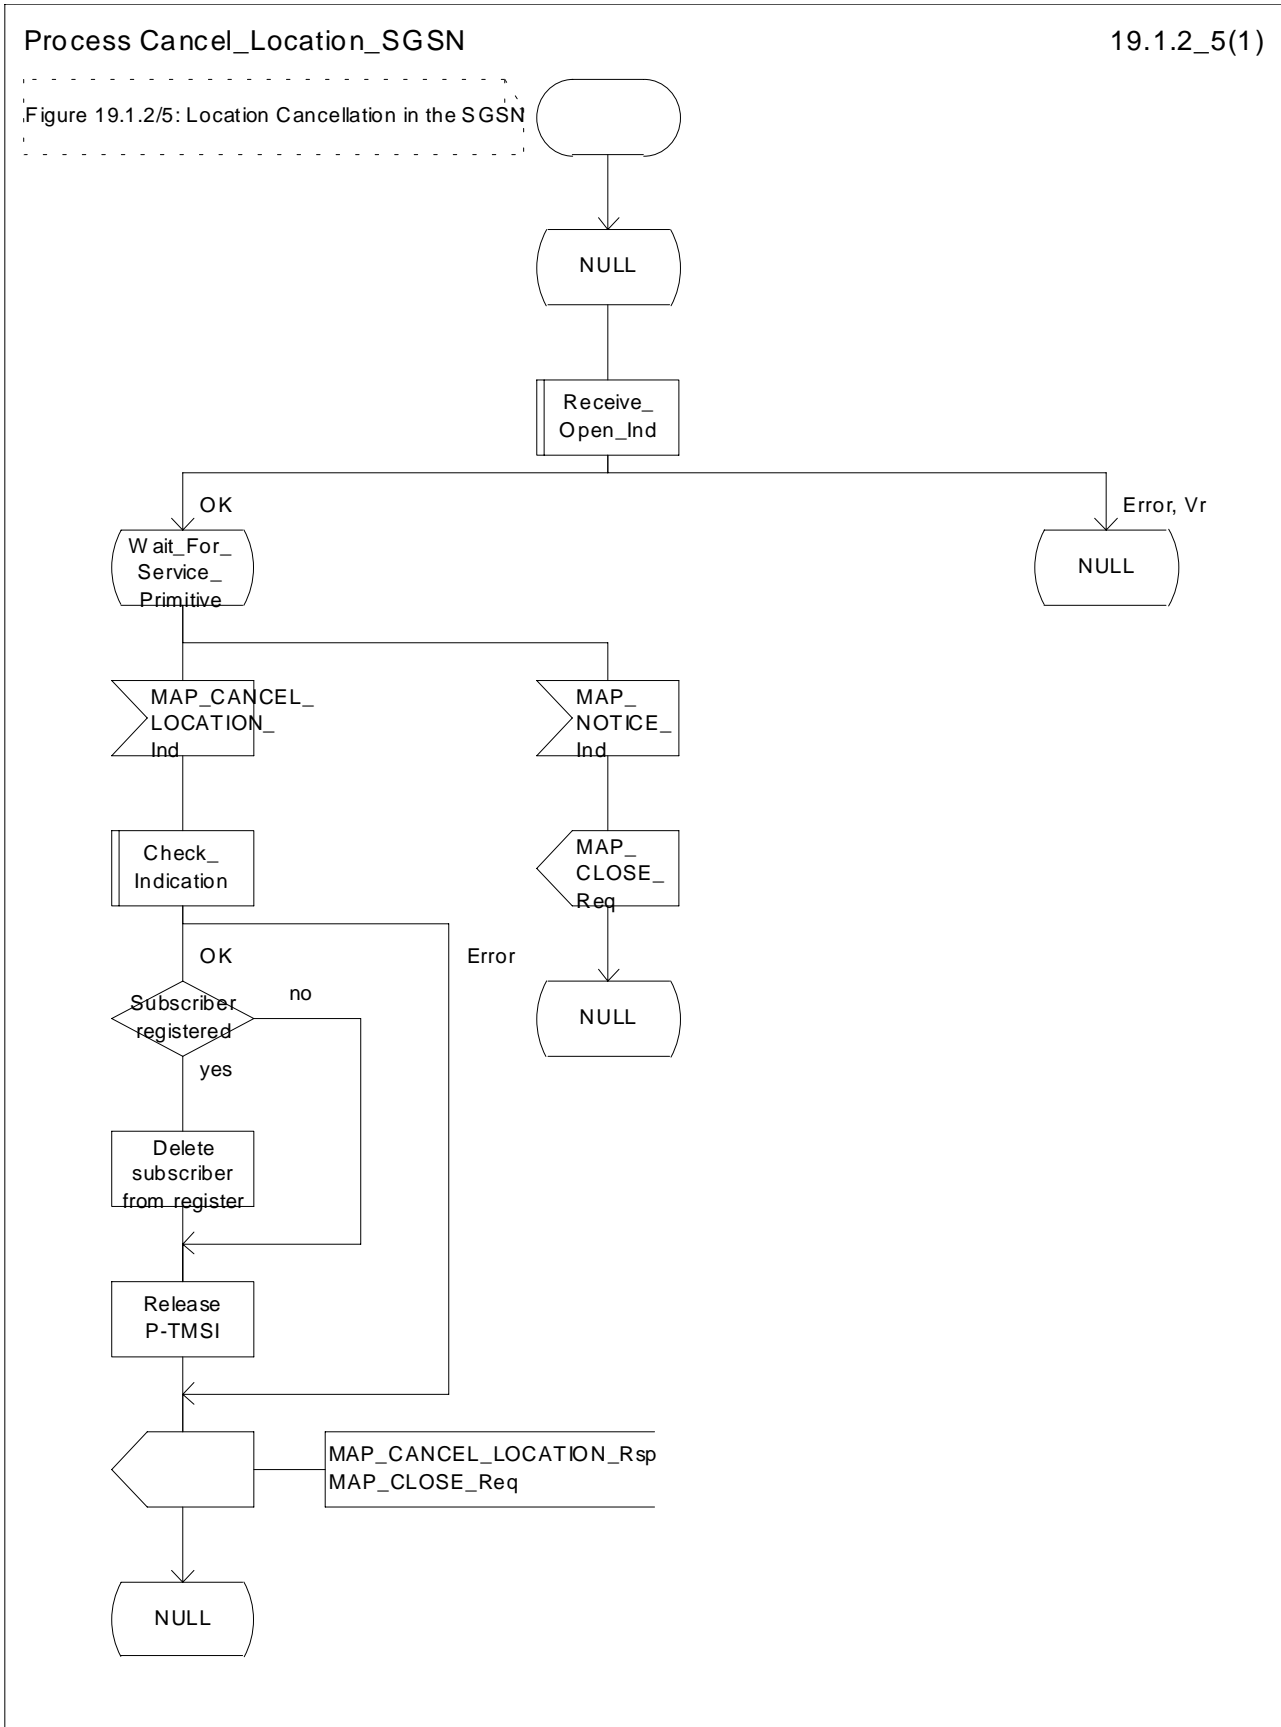 Process Cancel_Location_SGSN
19.1.2_5(1)
Figure 19.1.2/5: Location Cancellation in the SGSN
NULL
Receive_
Open_Ind
OK
Error, Vr
Wait_For_
Service_
Primitive
NULL
MAP_CANCEL_
LOCATION_
Ind
MAP_
NOTICE_
Ind
Check_
Indication
MAP_
CLOSE_
Req
OK
Error
Subscriber
registered
no
yes
NULL
Delete
subscriber
from register
Release
P-TMSI
MAP_CANCEL_LOCATION_Rsp
MAP_CLOSE_Req
NULL